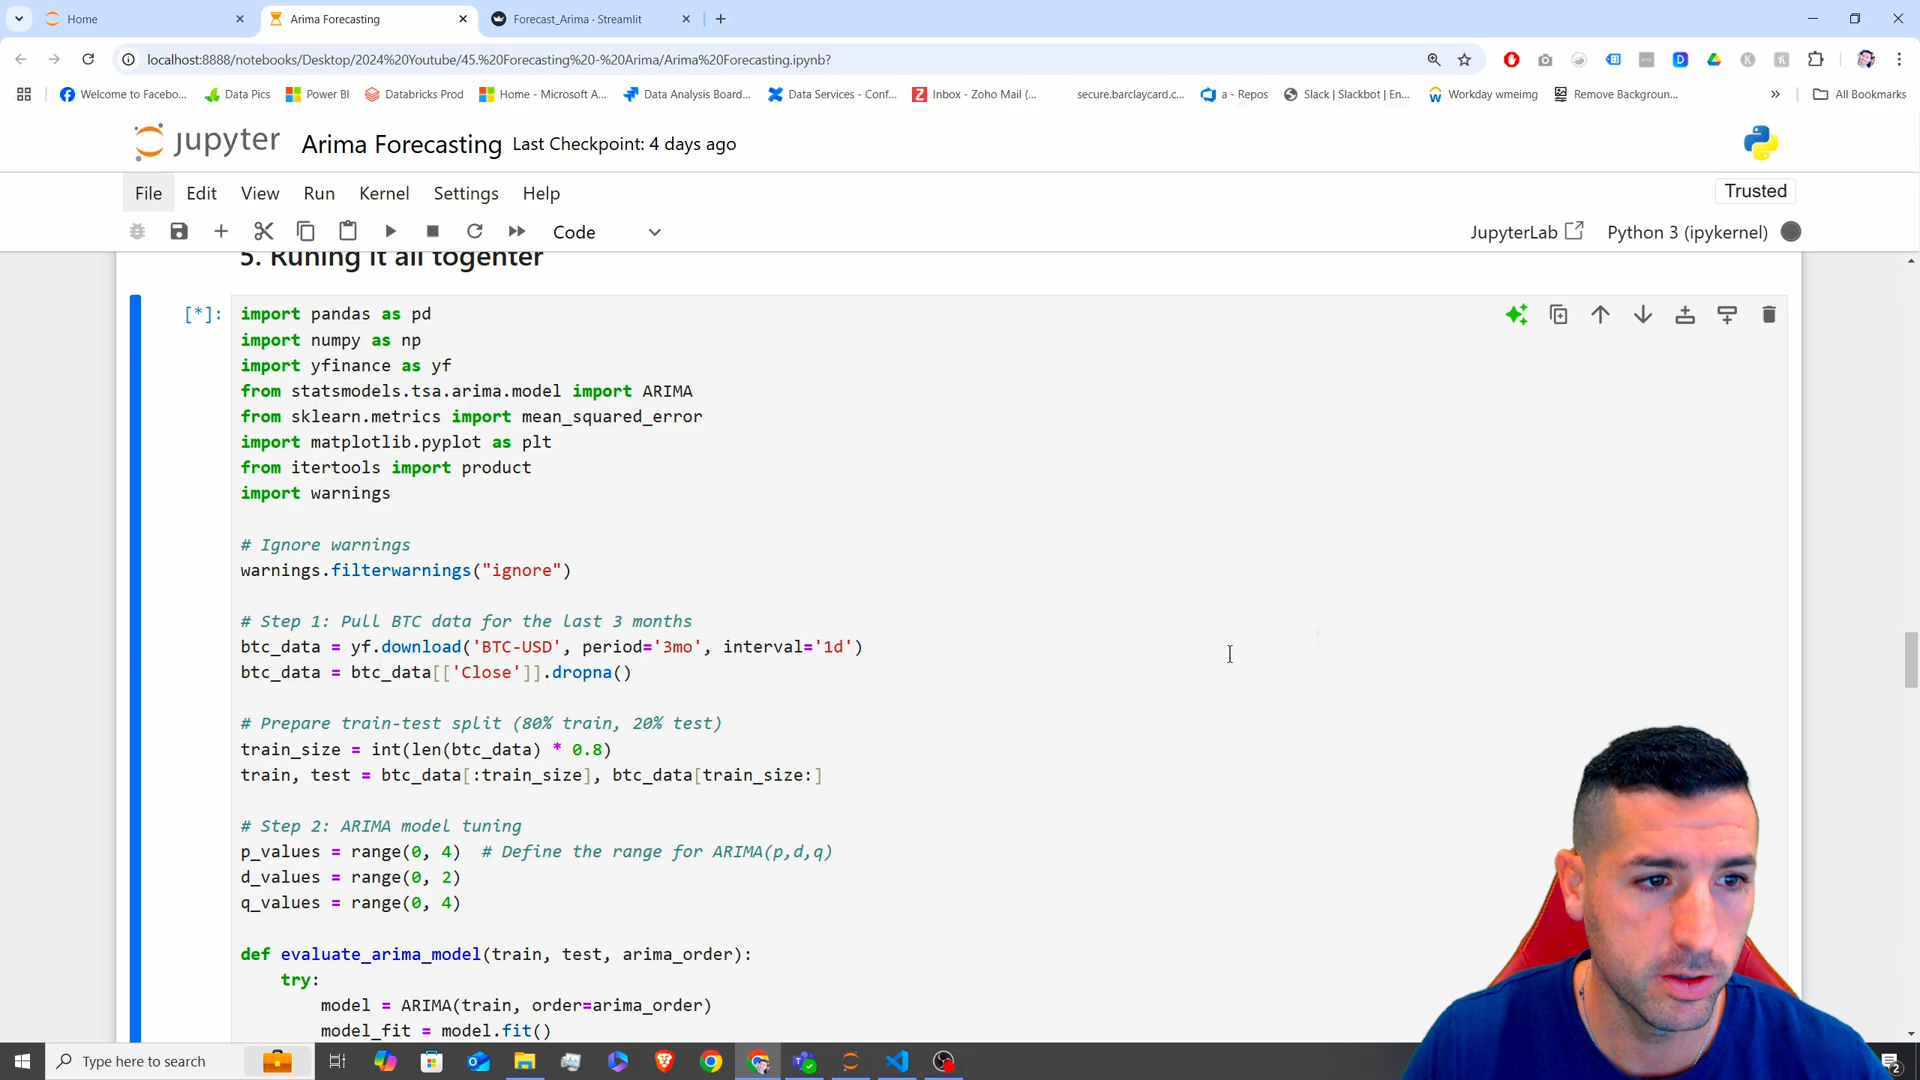 Home
Arima Forecasting
Forecast_Arima · Streamlit
localhost:8888/notebooks/Desktop/2024%20Youtube/45.%20Forecasting%20-%20Arima/Arima%20Forecasting.ipynb?
Welcome to Facebo...
Data Pics
Power BI
Databricks Prod
Home - Microsoft A...
Data Analysis Board...
Data Services - Conf...
Inbox - Zoho Mail (...
secure.barclaycard.c...
a - Repos
Slack | Slackbot | En...
Workday wmeimg
Remove Backgroun...
All Bookmarks
jupyter
Arima Forecasting
Last Checkpoint: 4 days ago
File
Edit
View
Run
Kernel
Settings
Help
Trusted
Code
JupyterLab
Python 3 (ipykernel)
5. Runing it all togenter
[*]:
import pandas as pd
import numpy as np
import yfinance as yf
from statsmodels.tsa.arima.model import ARIMA
from sklearn.metrics import mean_squared_error
import matplotlib.pyplot as plt
from itertools import product
import warnings
# Ignore warnings
warnings.filterwarnings("ignore")
# Step 1: Pull BTC data for the last 3 months
btc_data = yf.download('BTC-USD', period='3mo', interval='1d')
btc_data = btc_data[['Close']].dropna()
# Prepare train-test split (80% train, 20% test)
train_size = int(len(btc_data) * 0.8)
train, test = btc_data[:train_size], btc_data[train_size:]
# Step 2: ARIMA model tuning
p_values = range(0, 4)  # Define the range for ARIMA(p,d,q)
d_values = range(0, 2)
q_values = range(0, 4)
def evaluate_arima_model(train, test, arima_order):
try:
model = ARIMA(train, order=arima_order)
model_fit = model.fit()
Type here to search
2